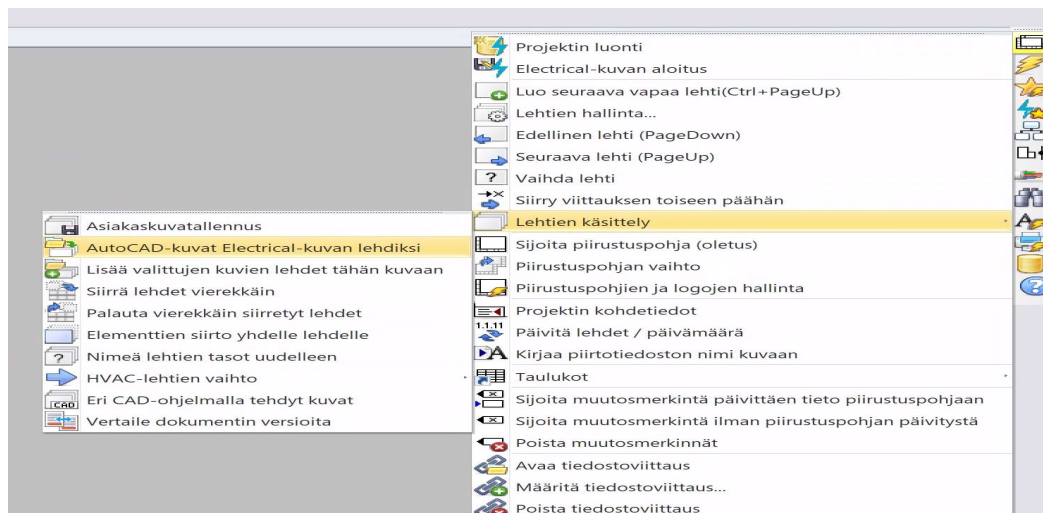 Projektin luonti
Electrical-kuvan aloitus
Luo seuraava vapaa lehti(Ctrl+PageUp)
Lehtien hallinta...
Edellinen lehti (PageDown)
Seuraava lehti (PageUp)
Vaihda lehti
Siirry viittauksen toiseen päähän
Lehtien käsittely
Sijoita piirustuspohja (oletus)
Piirustuspohjan vaihto
Piirustuspohjien ja logojen hallinta
Projektin kohdetiedot
1.1.11
Päivitä lehdet / päivämäärä
Kirjaa piirtotiedoston nimi kuvaan
Taulukot
Sijoita muutosmerkintä päivittäen tieto piirustuspohjaan
Sijoita muutosmerkintä ilman piirustuspohjan päivitystä
Poista muutosmerkinnät
Avaa tiedostoviittaus
Määritä tiedostoviittaus...
Poista tiedostoviittaus
Asiakaskuvatallennus
AutoCAD-kuvat Electrical-kuvan lehdiksi
Lisää valittujen kuvien lehdet tähän kuvaan
Siirrä lehdet vierekkäin
Palauta vierekkäin siirretyt lehdet
Elementtien siirto yhdelle lehdelle
Nimeä lehtien tasot uudelleen
HVAC-lehtien vaihto
CAD
Eri CAD-ohjelmalla tehdyt kuvat
Vertaile dokumentin versioita